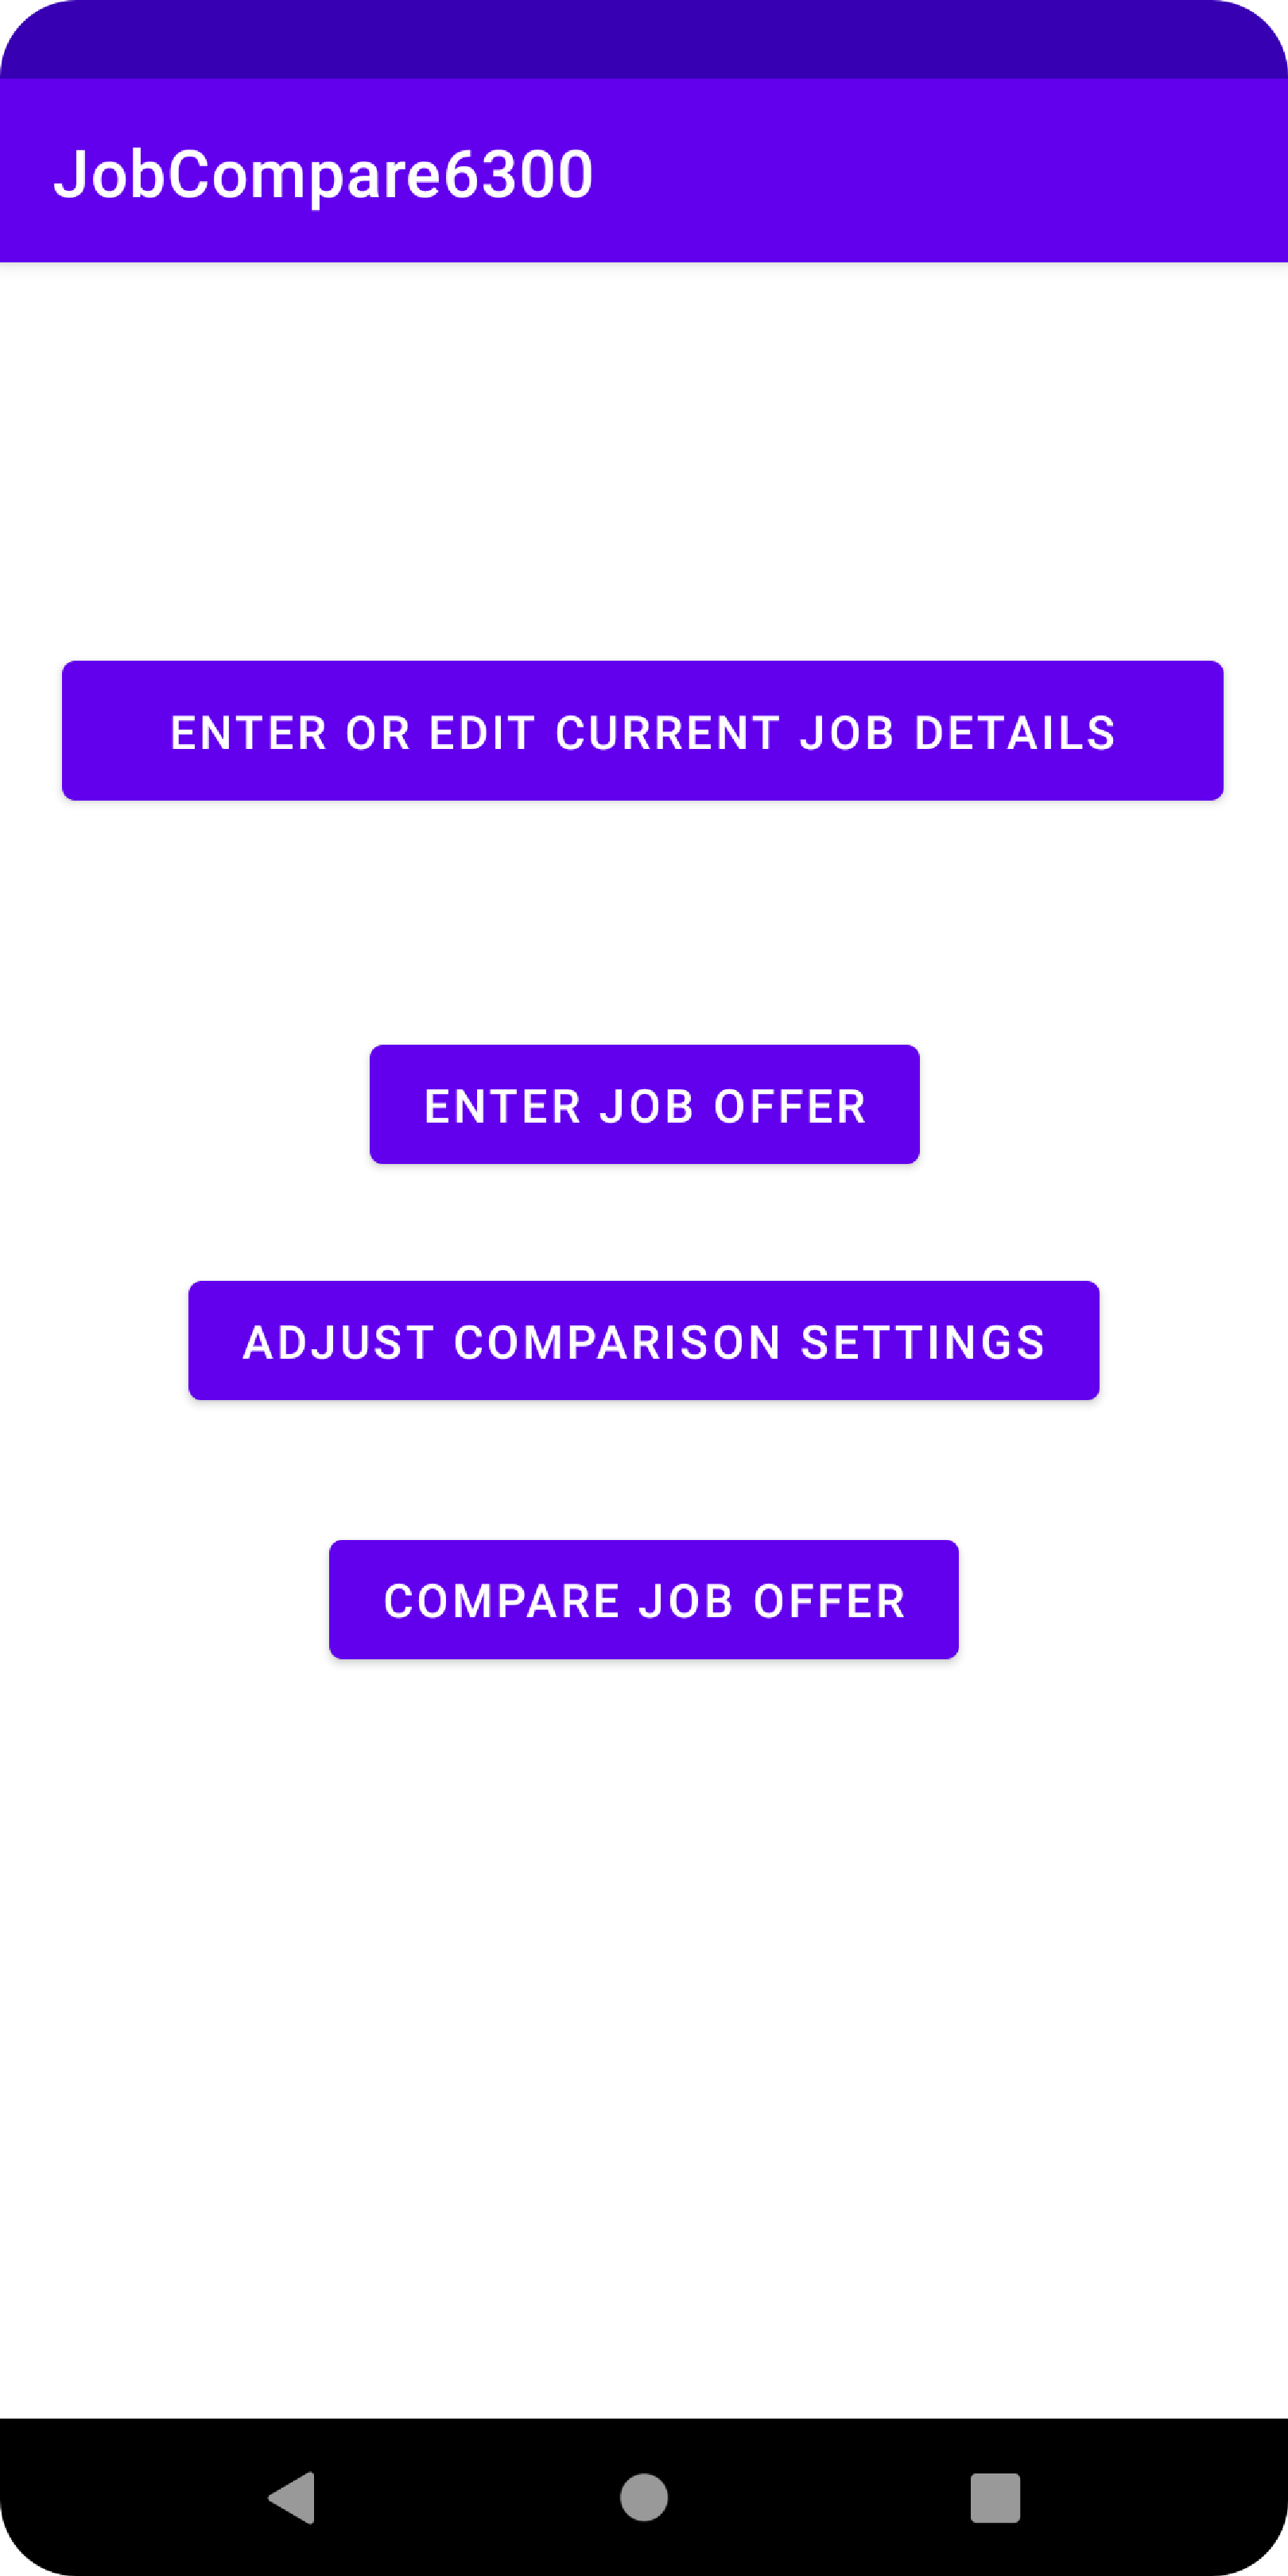 JobCompare6300
ENTER OR EDIT CURRENT JOB DETAILS
ENTER JOB OFFER
ADJUST COMPARISON SETTINGS
COMPARE JOB OFFER